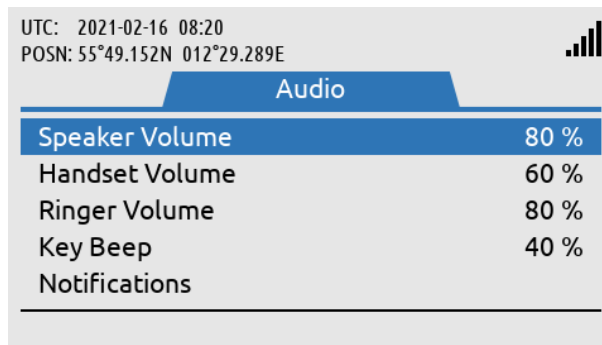 UTC: 2021-02-16 08:20
POSN: 55°49.152N 012°29.289E
Audio
Speaker Volume 80 %
Handset Volume 60 %
Ringer Volume 80 %
Key Beep 40 %
Notifications